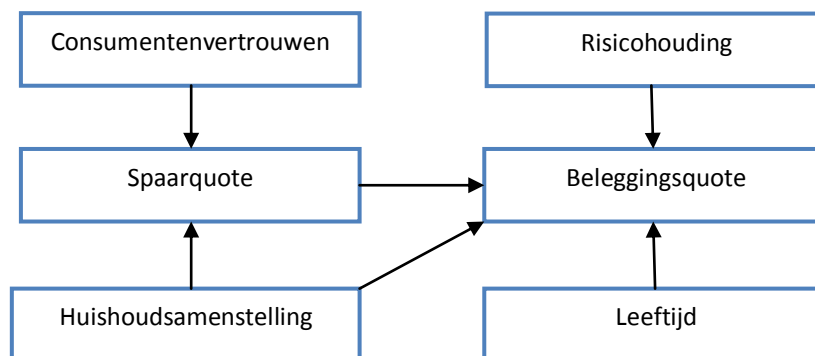 Consumentenvertrouwen
Risicohouding
Spaarquote
Beleggingsquote
Huishoudsamenstelling
Leeftijd